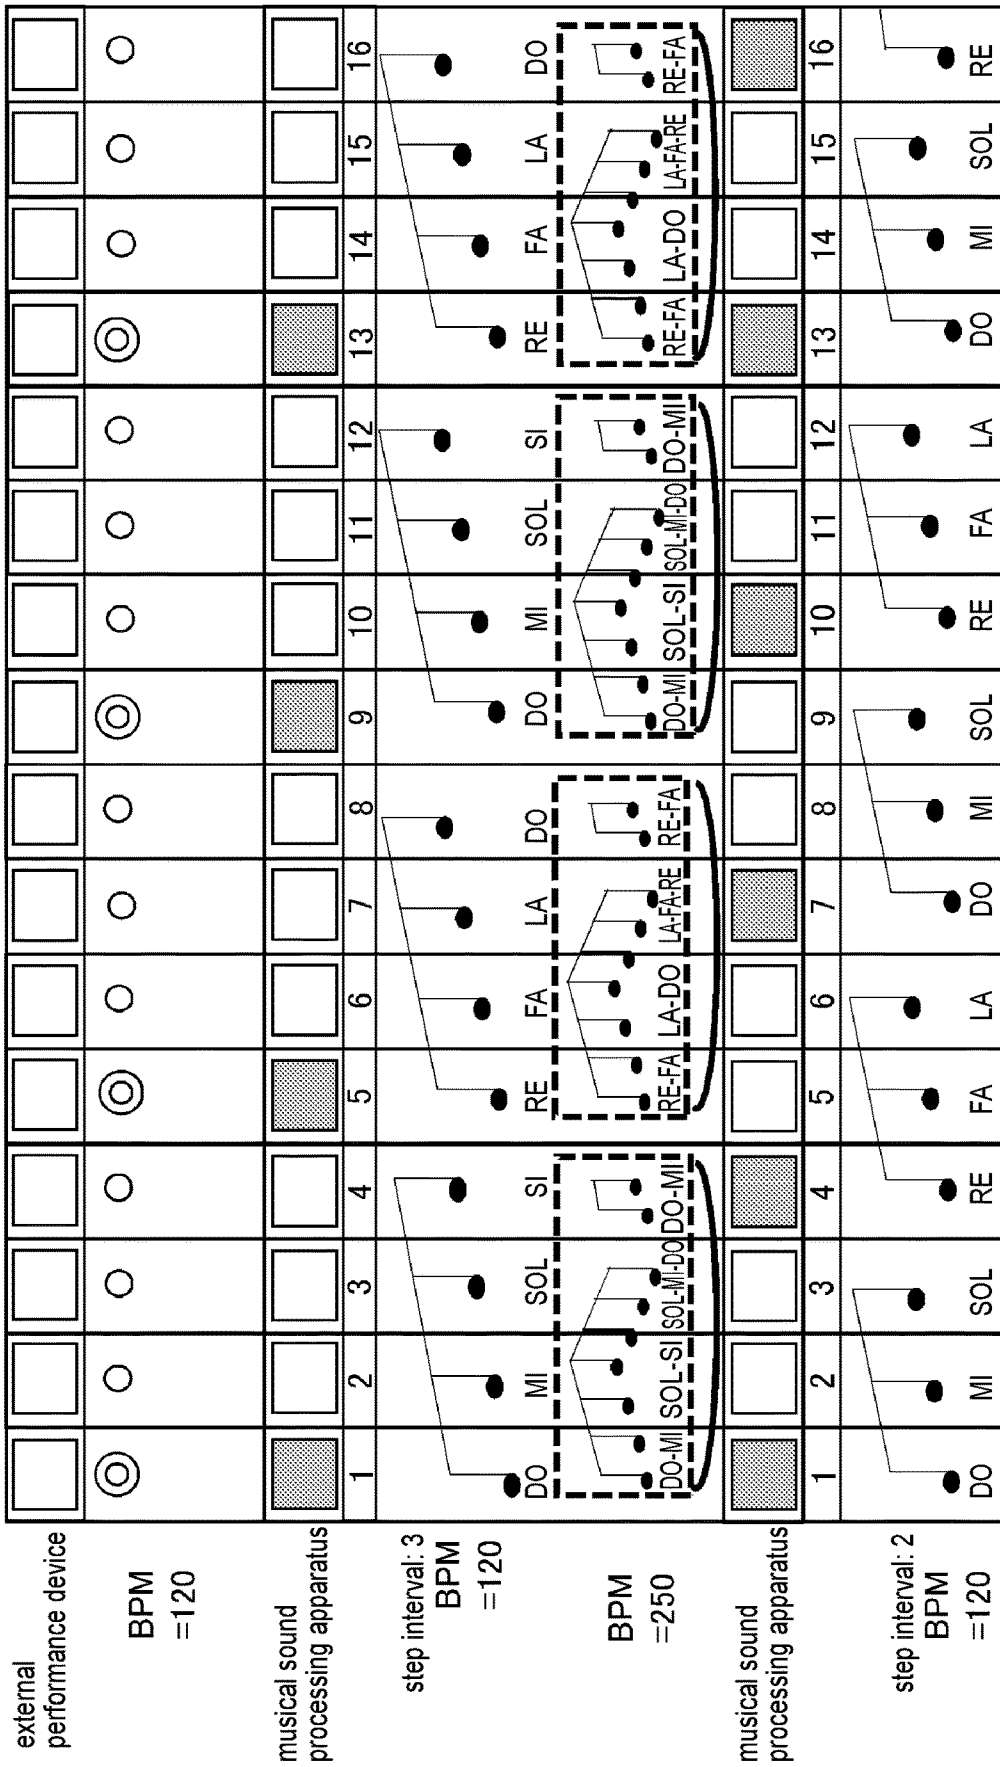 external
performance device
BPM
=120
musical sound
processing apparatus
1 2 3 4 5 6 7 8 9 10 11 12 13 14 15 16
step interval: 3
BPM
=120
DO MI SOL SI RE FA LA DO DO MI SOL SI RE FA LA DO
BPM
=250
DO-MI SOL-SI SOL-MI-DO DO-MI RE-FA LA-DO LA-FA-RE RE-FA DO-MI SOL-SI SOL-MI-DO DO-MI RE-FA LA-DO LA-FA-RE RE-FA
musical sound
processing apparatus
1 2 3 4 5 6 7 8 9 10 11 12 13 14 15 16
step interval: 2
BPM
=120
DO MI SOL RE FA LA DO MI SOL RE FA LA DO MI SOL RE